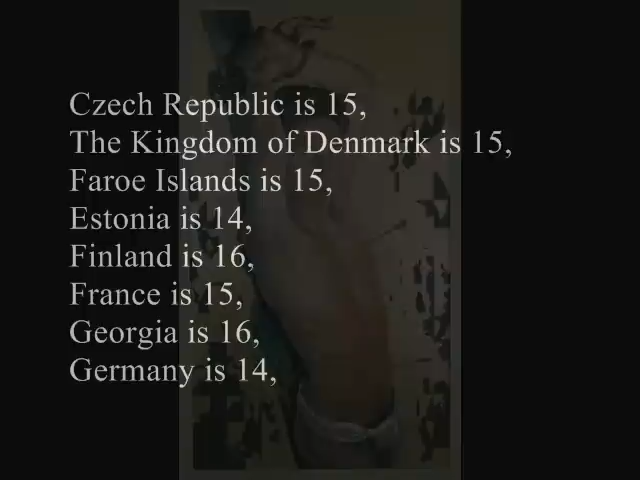 Czech Republic is 15,
The Kingdom of Denmark is 15,
Faroe Islands is 15,
Estonia is 14,
Finland is 16,
France is 15,
Georgia is 16,
Germany is 14,